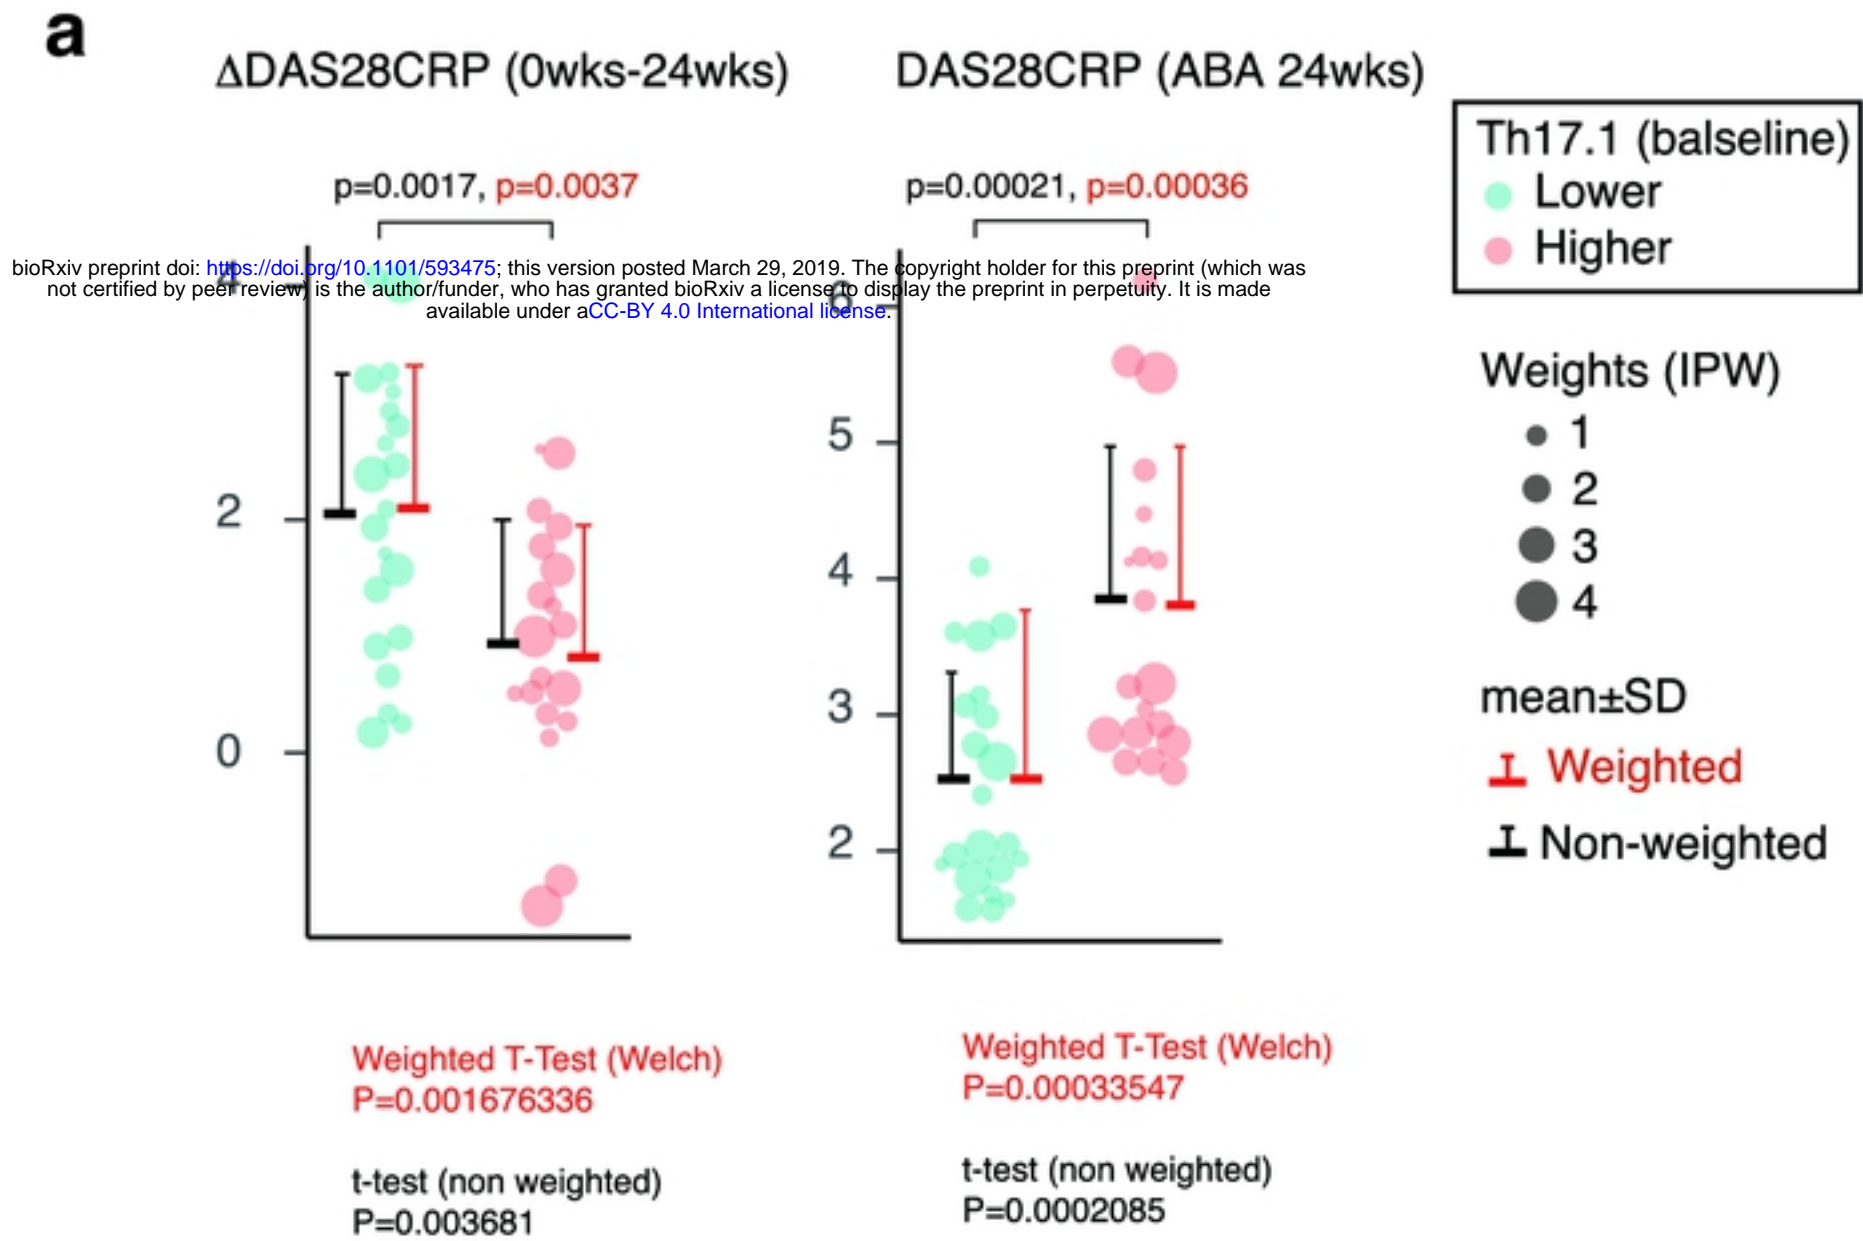 a
ΔDAS28CRP (0wks-24wks)
DAS28CRP (ABA 24wks)
p=0.0017, p=0.0037
p=0.00021, p=0.00036
bioRxiv preprint doi: https://doi.org/10.1101/593475; this version posted March 29, 2019. The copyright holder for this preprint (which was
not certified by peer review) is the author/funder, who has granted bioRxiv a license to display the preprint in perpetuity. It is made
available under aCC-BY 4.0 International license.
4
2
0
6
5
4
3
2
Th17.1 (balseline)
Lower
Higher
Weights (IPW)
1
2
3
4
mean±SD
Weighted
Non-weighted
Weighted T-Test (Welch)
P=0.001676336
t-test (non weighted)
P=0.003681
Weighted T-Test (Welch)
P=0.00033547
t-test (non weighted)
P=0.0002085